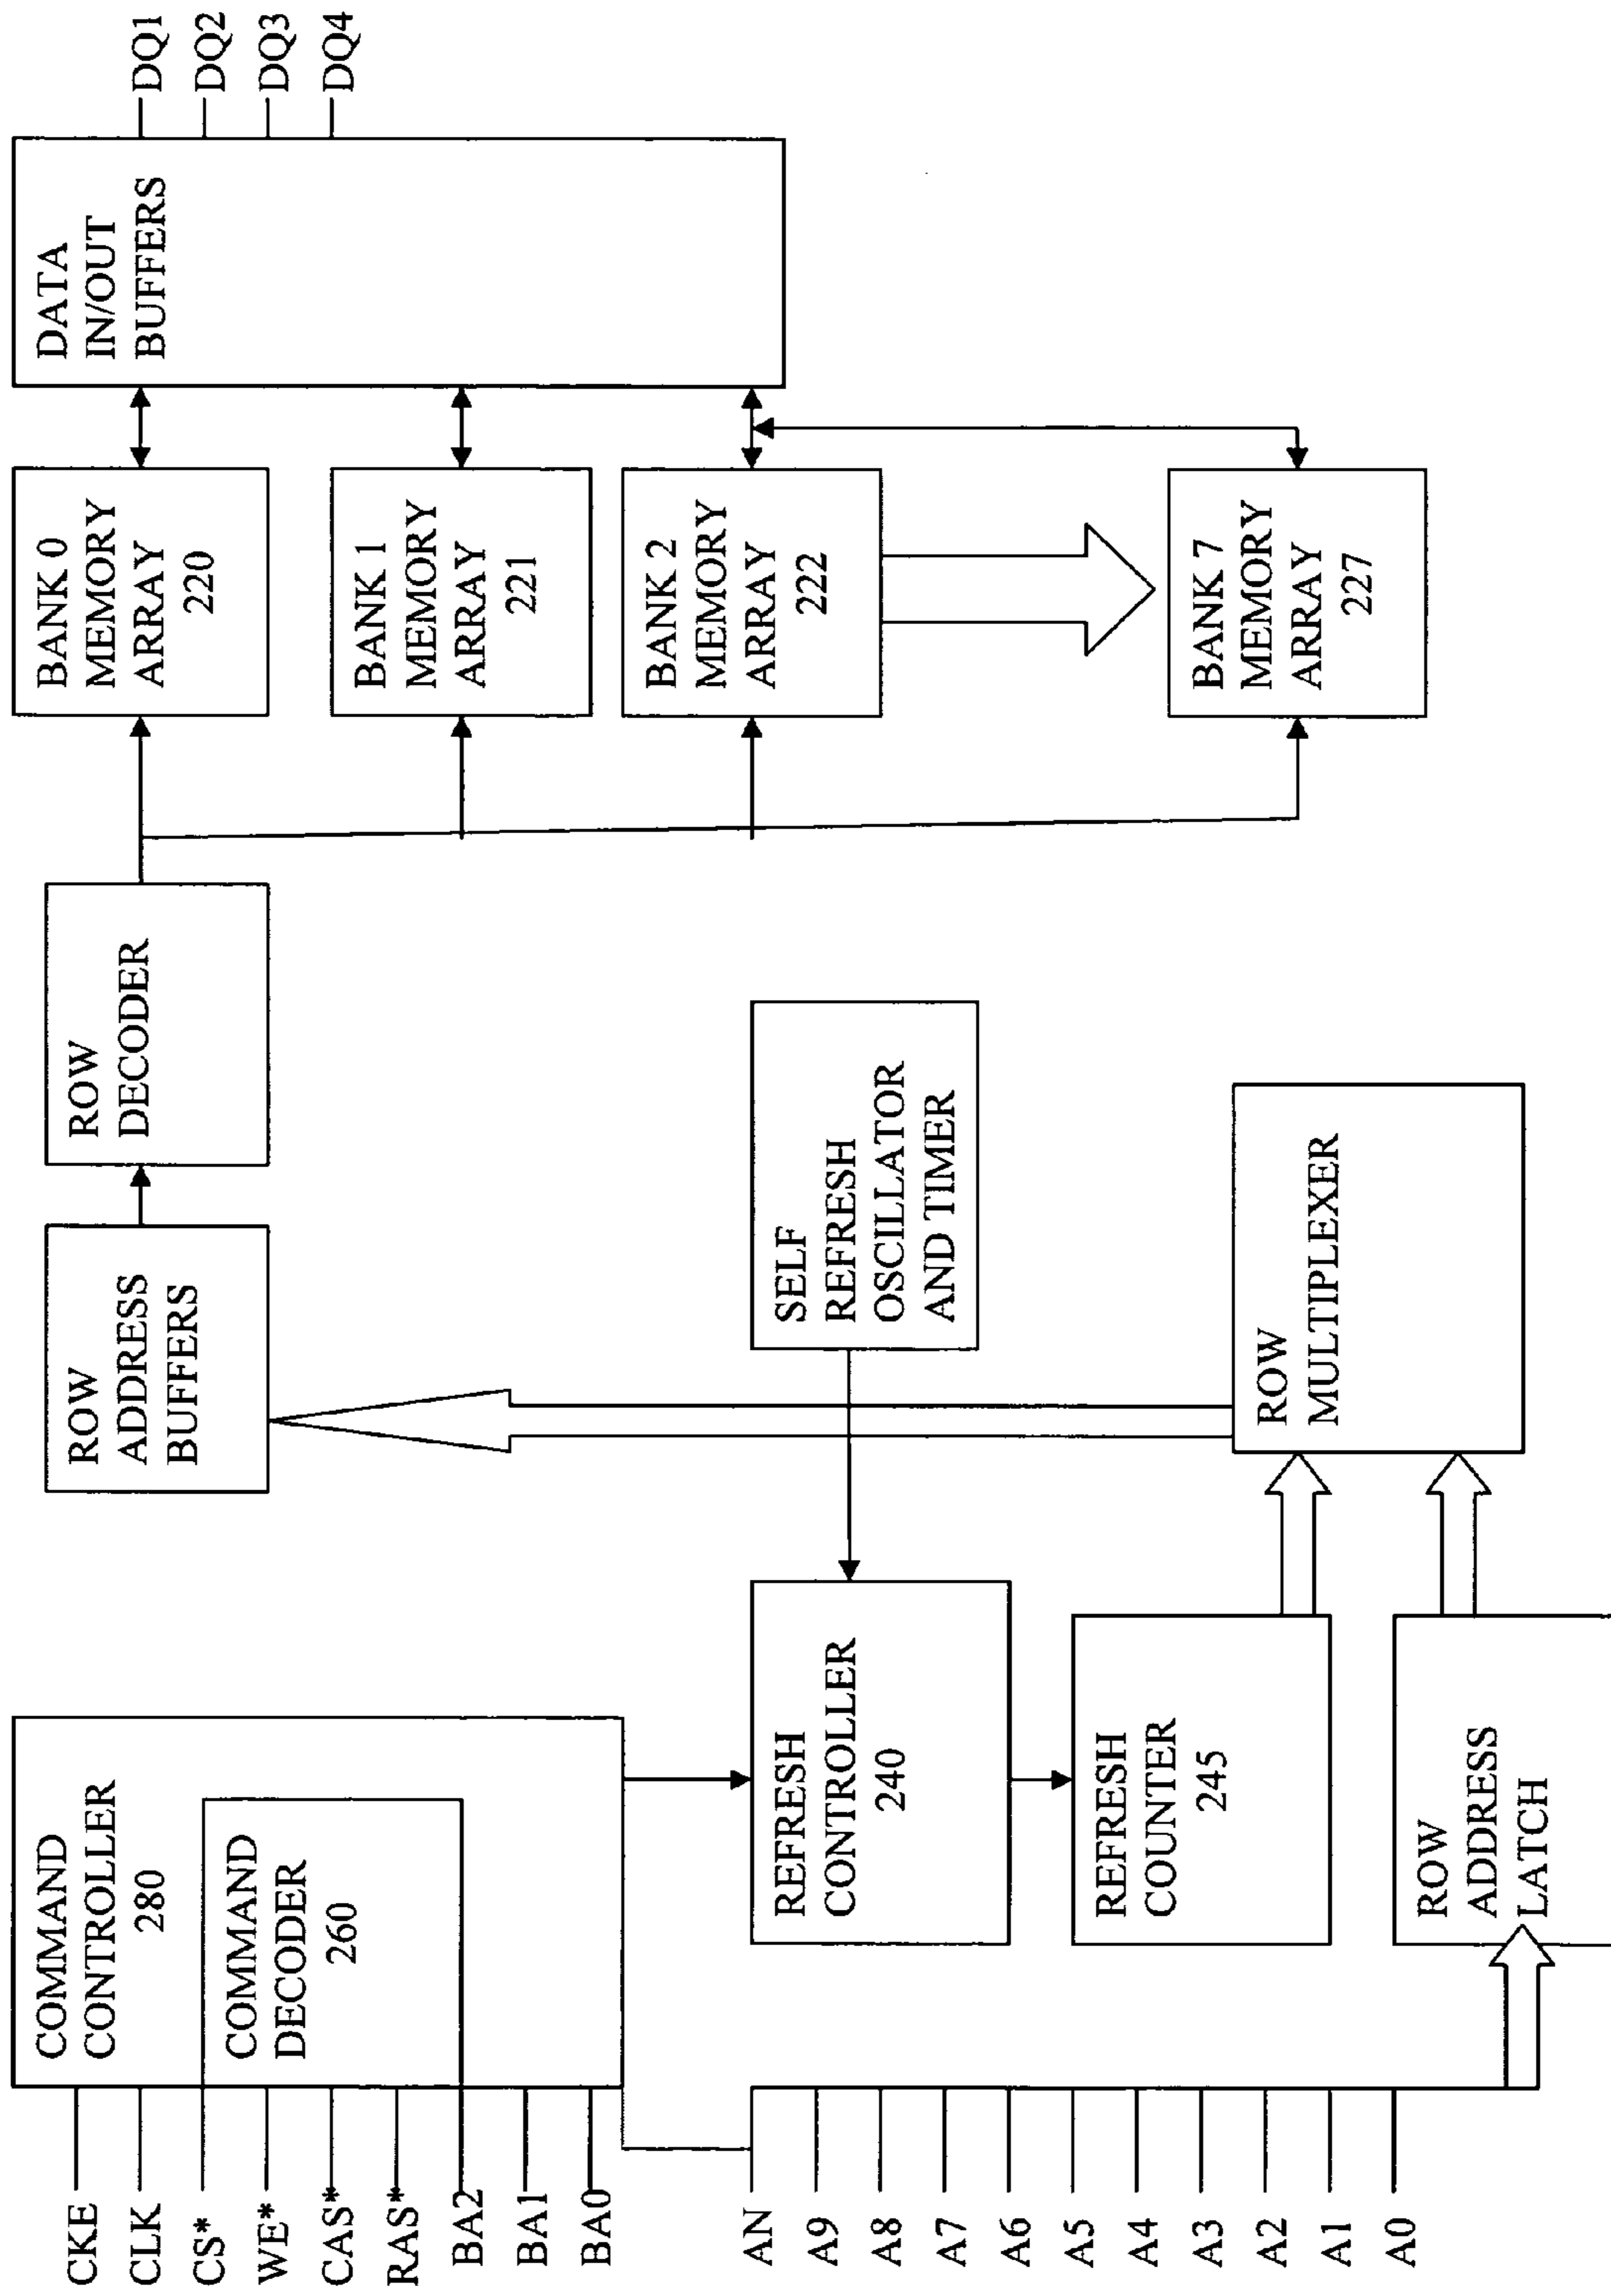 CKE
CLK
CS*
WE*
CAS*
RAS*
BA2
BA1
BA0
AN
A9
A8
A7
A6
A5
A4
A3
A2
A1
A0
COMMAND
CONTROLLER
280
COMMAND
DECODER
260
REFRESH
CONTROLLER
240
REFRESH
COUNTER
245
ROW
ADDRESS
LATCH
ROW
ADDRESS
BUFFERS
SELF
REFRESH
OSCILLATOR
AND TIMER
ROW
MULTIPLEXER
ROW
DECODER
BANK 0
MEMORY
ARRAY
220
BANK 1
MEMORY
ARRAY
221
BANK 2
MEMORY
ARRAY
222
BANK 7
MEMORY
ARRAY
227
DATA
IN/OUT
BUFFERS
DQ1
DQ2
DQ3
DQ4